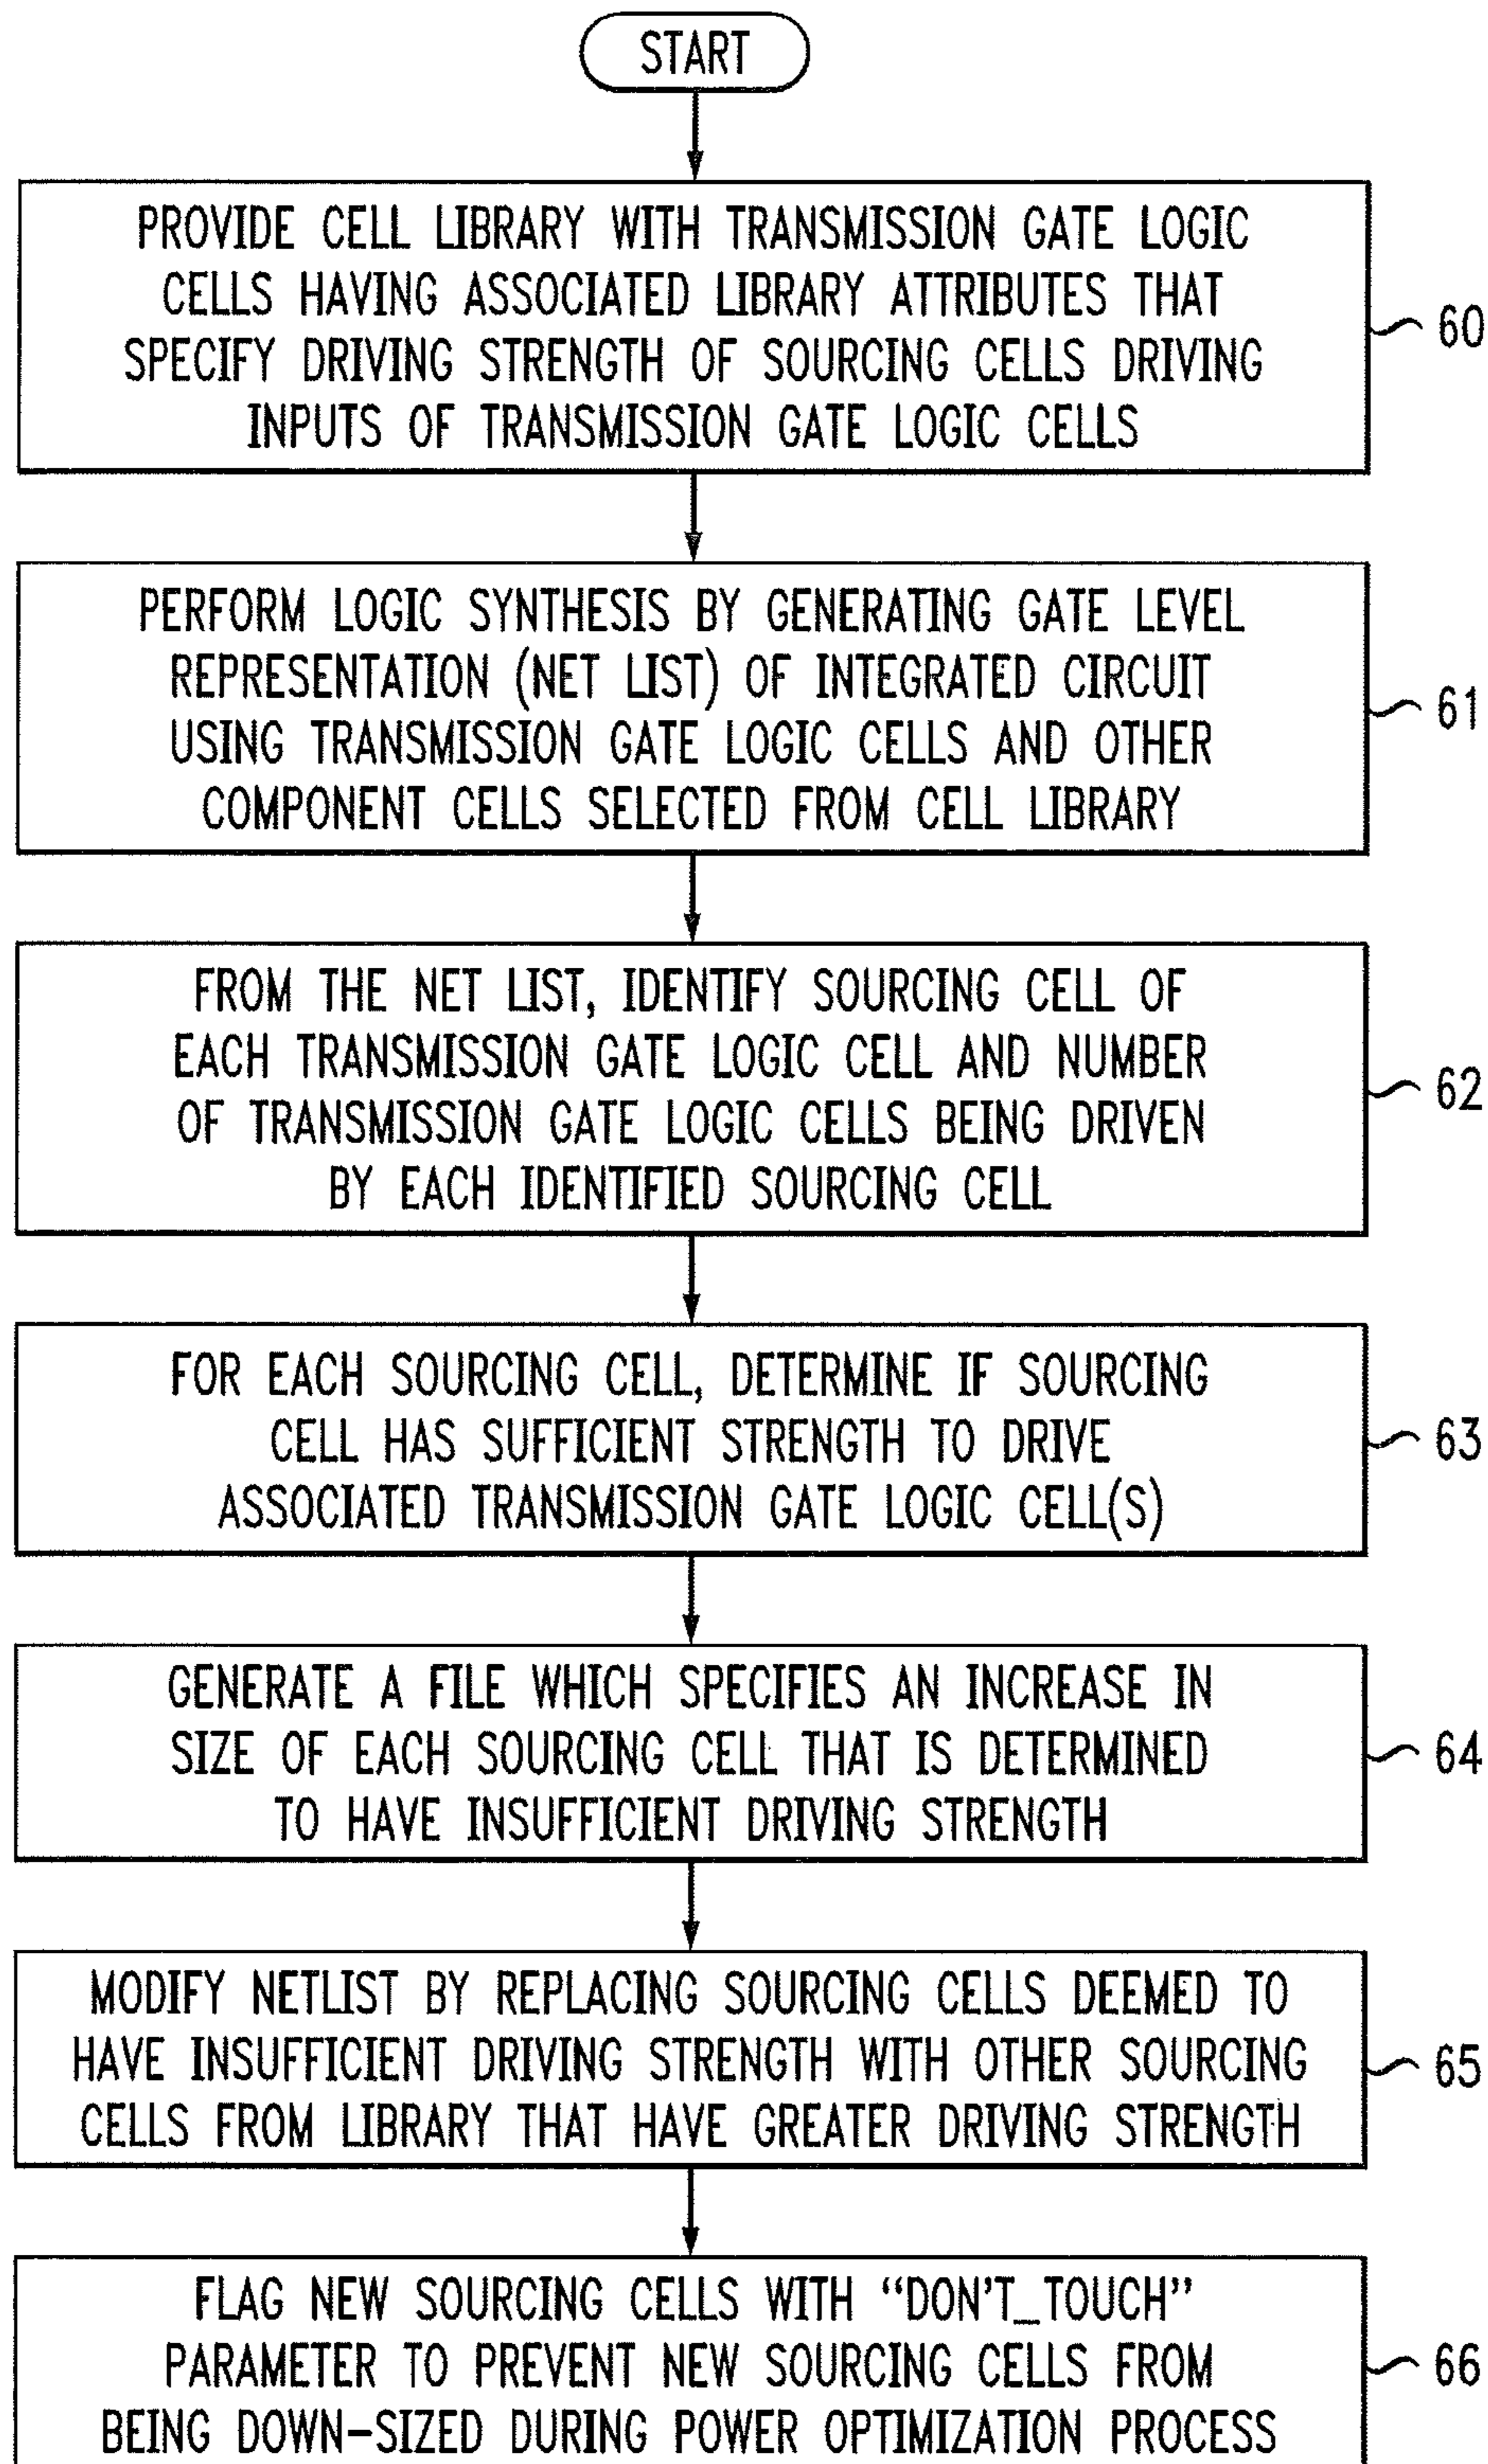 START
PROVIDE CELL LIBRARY WITH TRANSMISSION GATE LOGIC
CELLS HAVING ASSOCIATED LIBRARY ATTRIBUTES THAT
SPECIFY DRIVING STRENGTH OF SOURCING CELLS DRIVING
INPUTS OF TRANSMISSION GATE LOGIC CELLS
60
PERFORM LOGIC SYNTHESIS BY GENERATING GATE LEVEL
REPRESENTATION (NET LIST) OF INTEGRATED CIRCUIT
USING TRANSMISSION GATE LOGIC CELLS AND OTHER
COMPONENT CELLS SELECTED FROM CELL LIBRARY
61
FROM THE NET LIST, IDENTIFY SOURCING CELL OF
EACH TRANSMISSION GATE LOGIC CELL AND NUMBER
OF TRANSMISSION GATE LOGIC CELLS BEING DRIVEN
BY EACH IDENTIFIED SOURCING CELL
62
FOR EACH SOURCING CELL, DETERMINE IF SOURCING
CELL HAS SUFFICIENT STRENGTH TO DRIVE
ASSOCIATED TRANSMISSION GATE LOGIC CELL(S)
63
GENERATE A FILE WHICH SPECIFIES AN INCREASE IN
SIZE OF EACH SOURCING CELL THAT IS DETERMINED
TO HAVE INSUFFICIENT DRIVING STRENGTH
64
MODIFY NETLIST BY REPLACING SOURCING CELLS DEEMED TO
HAVE INSUFFICIENT DRIVING STRENGTH WITH OTHER SOURCING
CELLS FROM LIBRARY THAT HAVE GREATER DRIVING STRENGTH
65
FLAG NEW SOURCING CELLS WITH “DON'T_TOUCH”
PARAMETER TO PREVENT NEW SOURCING CELLS FROM
BEING DOWN-SIZED DURING POWER OPTIMIZATION PROCESS
66